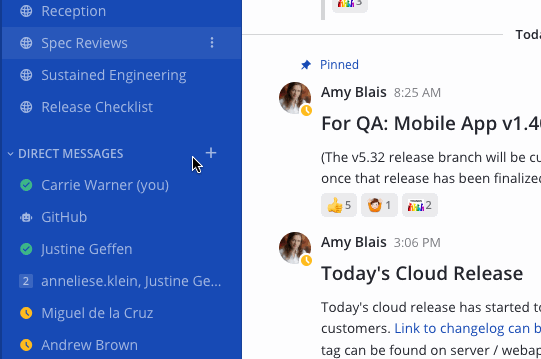 Reception
Spec Reviews
Sustained Engineering
Release Checklist
DIRECT MESSAGES
Carrie Warner (you)
GitHub
Justine Geffen
2 anneliese.klein, Justine Ge...
Miguel de la Cruz
Andrew Brown
3
Toda
Pinned
Amy Blais 8:25 AM
For QA: Mobile App v1.4
(The v5.32 release branch will be cu
once that release has been finalized
5 1 2
Amy Blais 3:06 PM
Today's Cloud Release
Today's cloud release has started to
customers. Link to changelog can b
tag can be found on server / webap